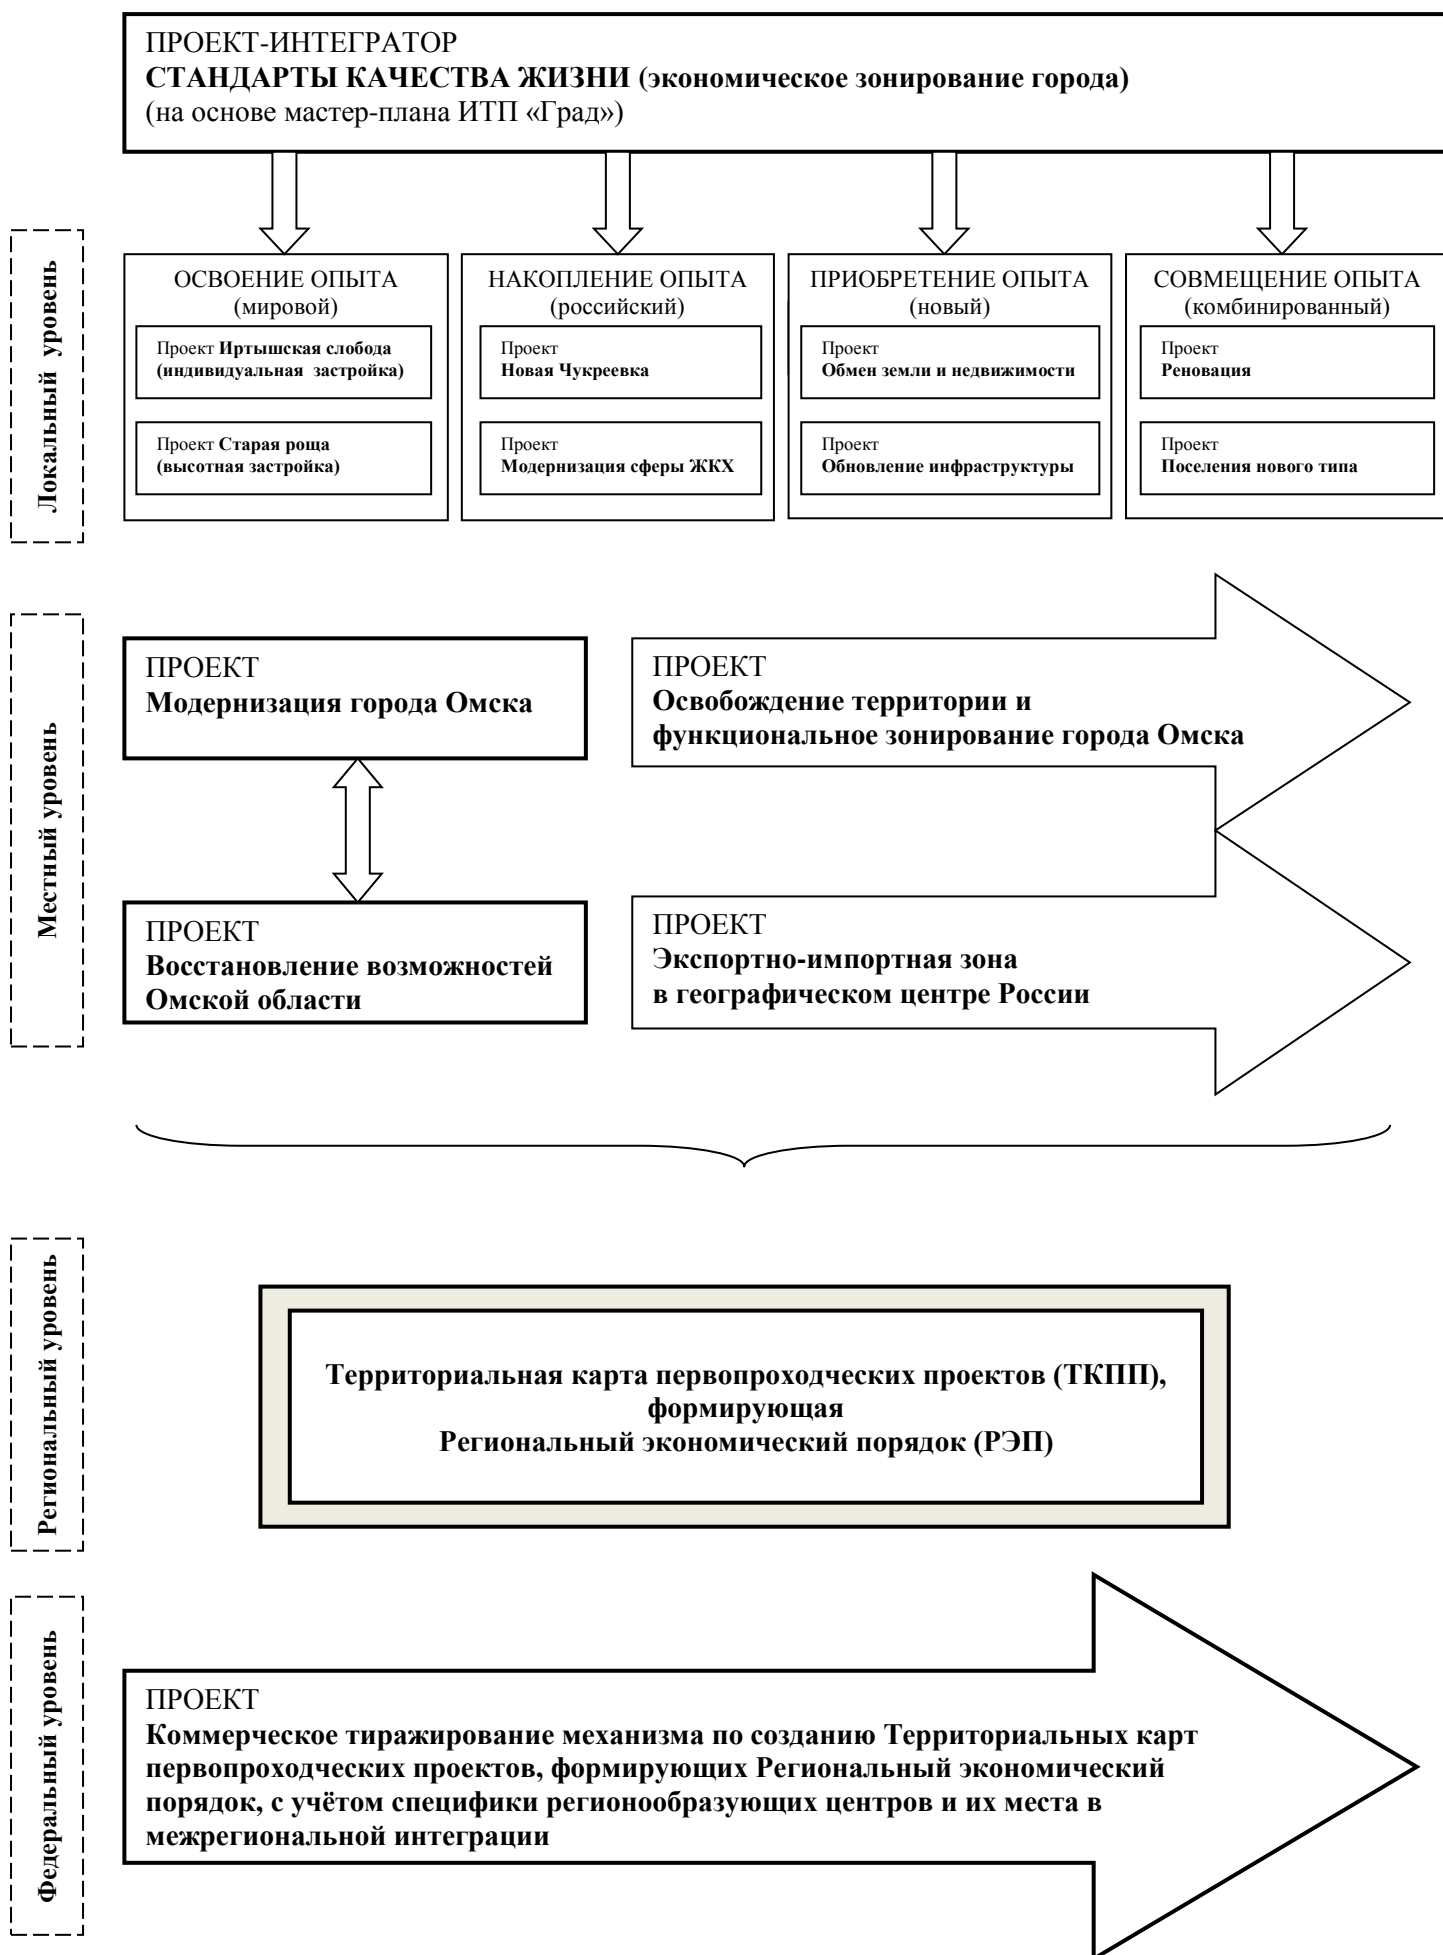 ПРОЕКТ-ИНТЕГРАТОР
СТАНДАРТЫ КАЧЕСТВА ЖИЗНИ (экономическое зонирование города)
(на основе мастер-плана ИТП «Град»)
Локальный уровень
ОСВОЕНИЕ ОПЫТА
(мировой)
Проект Иртышская слобода
(индивидуальная застройка)
Проект Старая роща
(высотная застройка)
НАКОПЛЕНИЕ ОПЫТА
(российский)
Проект
Новая Чукреевка
Проект
Модернизация сферы ЖКХ
ПРИОБРЕТЕНИЕ ОПЫТА
(новый)
Проект
Обмен земли и недвижимости
Проект
Обновление инфраструктуры
СОВМЕЩЕНИЕ ОПЫТА
(комбинированный)
Проект
Реновация
Проект
Поселения нового типа
Местный уровень
ПРОЕКТ
Модернизация города Омска
ПРОЕКТ
Освобождение территории и
функциональное зонирование города Омска
ПРОЕКТ
Восстановление возможностей
Омской области
ПРОЕКТ
Экспортно-импортная зона
в географическом центре России
Региональный уровень
Территориальная карта первопроходческих проектов (ТКПП),
формирующая
Региональный экономический порядок (РЭП)
Федеральный уровень
ПРОЕКТ
Коммерческое тиражирование механизма по созданию Территориальных карт
первопроходческих проектов, формирующих Региональный экономический
порядок, с учётом специфики регионообразующих центров и их места в
межрегиональной интеграции